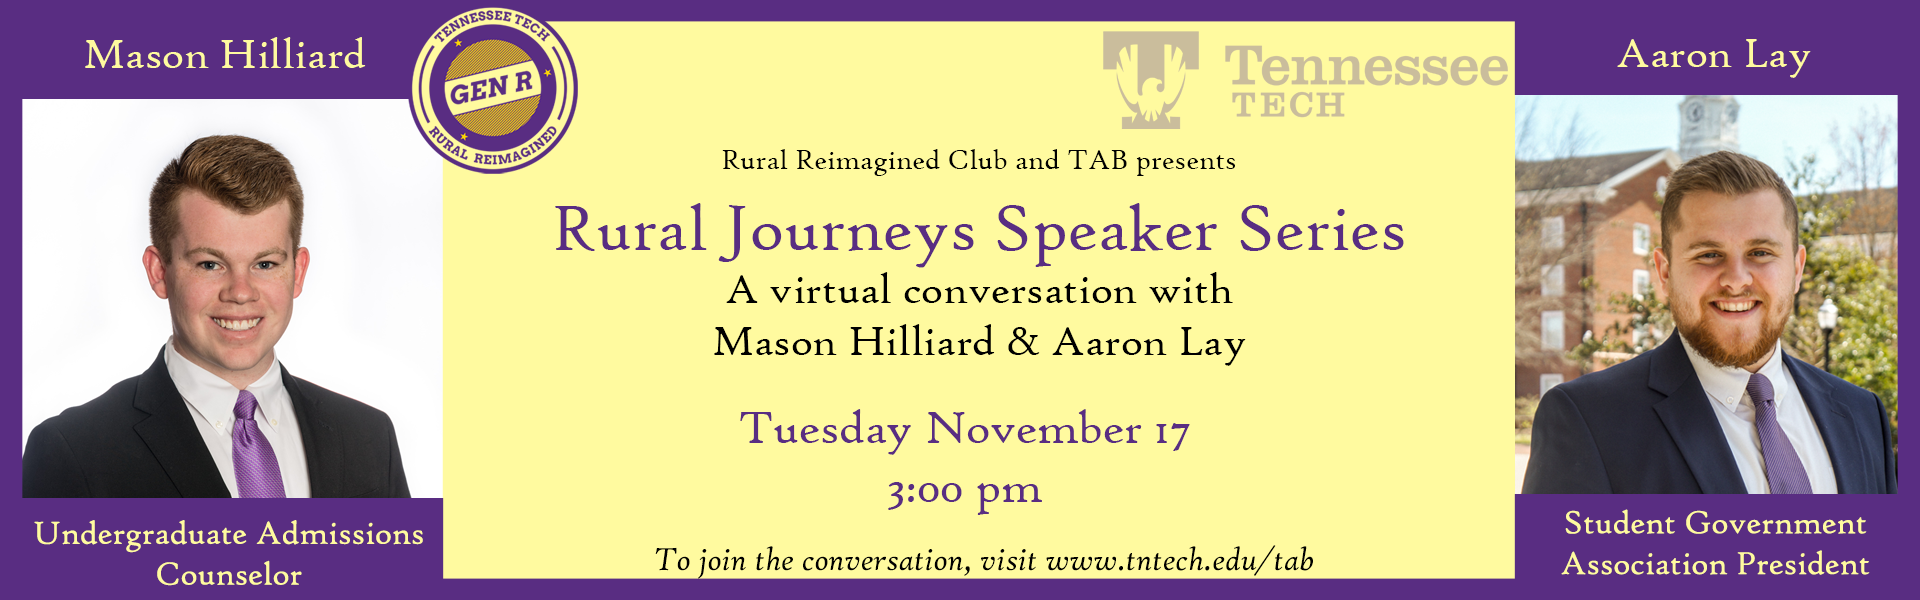 Mason Hilliard
Undergraduate Admissions
Counselor
TENNESSEE TECH
GEN R
RURAL REIMAGINED
Tennessee
TECH
Rural Reimagined Club and TAB presents
Rural Journeys Speaker Series
A virtual conversation with
Mason Hilliard & Aaron Lay
Tuesday November 17
3:00 pm
To join the conversation, visit www.tntech.edu/tab
Aaron Lay
Student Government
Association President